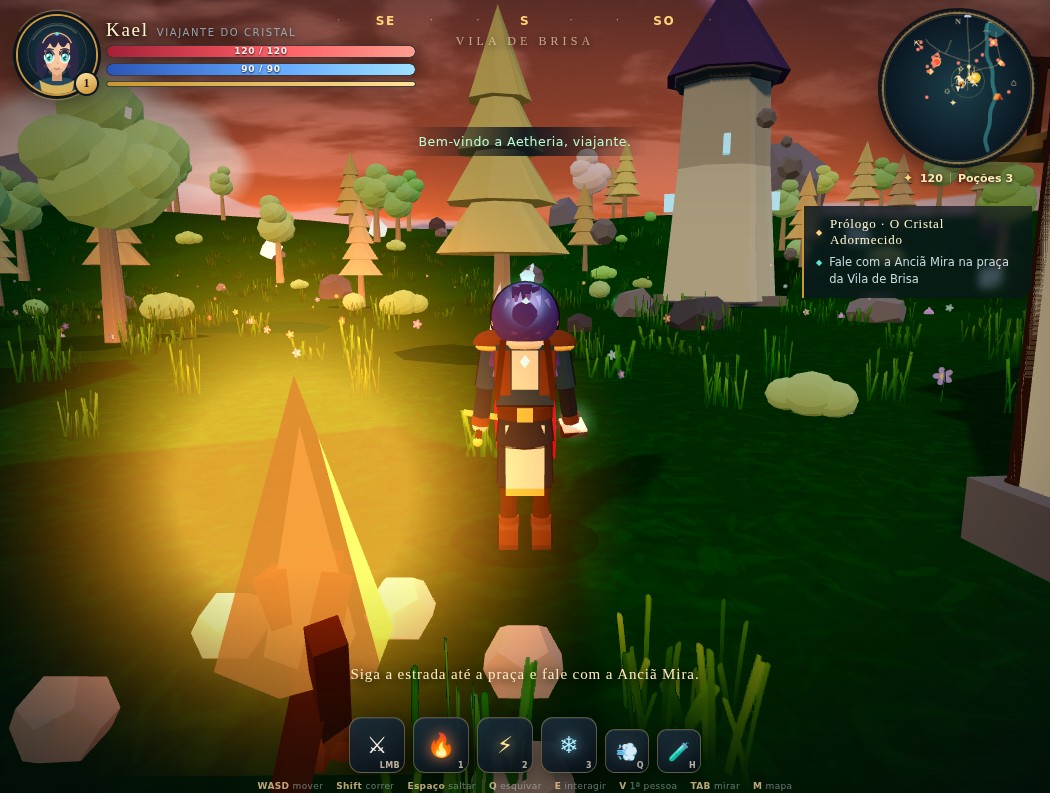 Kael VIAJANTE DO CRISTAL
120 / 120
90 / 90
1
SE S SO
VILA DE BRISA
N
Bem-vindo a Aetheria, viajante.
✦ 120 | Poções 3
Prólogo · O Cristal
Adormecido
Fale com a Anciã Mira na praça
da Vila de Brisa
Siga a estrada até a praça e fale com a Anciã Mira.
LMB 1 2 3 Q H
WASD mover Shift correr Espaço saltar Q esquivar E interagir V 1ª pessoa TAB mirar M mapa